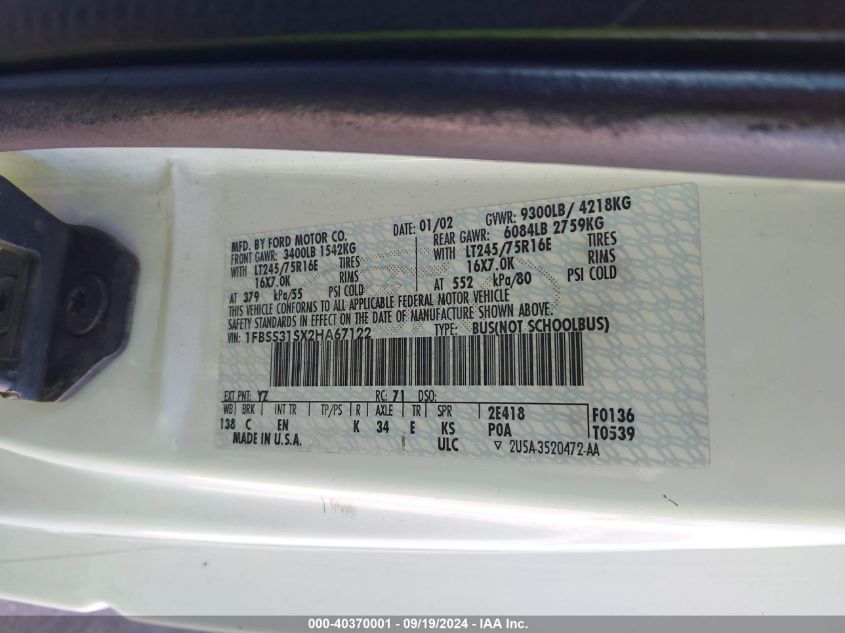 MFD. BY FORD MOTOR CO.
DATE: 01/02 GVWR: 9300LB/ 4218KG
FRONT GAWR: 3400LB 1542KG REAR GAWR: 6084LB 2759KG
WITH LT245/75R16E TIRES WITH LT245/75R16E TIRES
16X7.0K RIMS 16X7.0K RIMS
AT 379 kPa/55 PSI COLD AT 552 kPa/80 PSI COLD
THIS VEHICLE CONFORMS TO ALL APPLICABLE FEDERAL MOTOR VEHICLE
SAFETY STANDARDS IN EFFECT ON THE DATE OF MANUFACTURE SHOWN ABOVE.
VIN: 1FBSS31SX2HA67122 TYPE: BUS(NOT SCHOOLBUS)
EXT PNT: YZ RC: 71 DSO:
WB BRK INT TR TP/PS R AXLE TR SPR 2E418 F0136
138 C EN K 34 E KS P0A T0539
MADE IN U.S.A. ULC ▽ 2U5A-3520472-AA
000-40370001 - 09/19/2024 - IAA Inc.